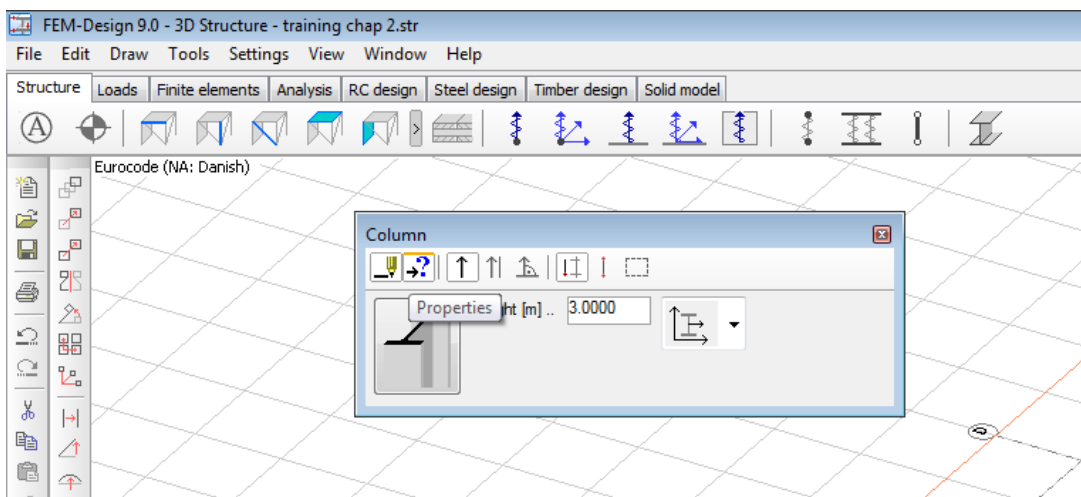 FEM-Design 9.0 - 3D Structure - training chap 2.str
File Edit Draw Tools Settings View Window Help
Structure Loads Finite elements Analysis RC design Steel design Timber design Solid model
A
Eurocode (NA: Danish)
Column
Properties ght [m] .. 3.0000